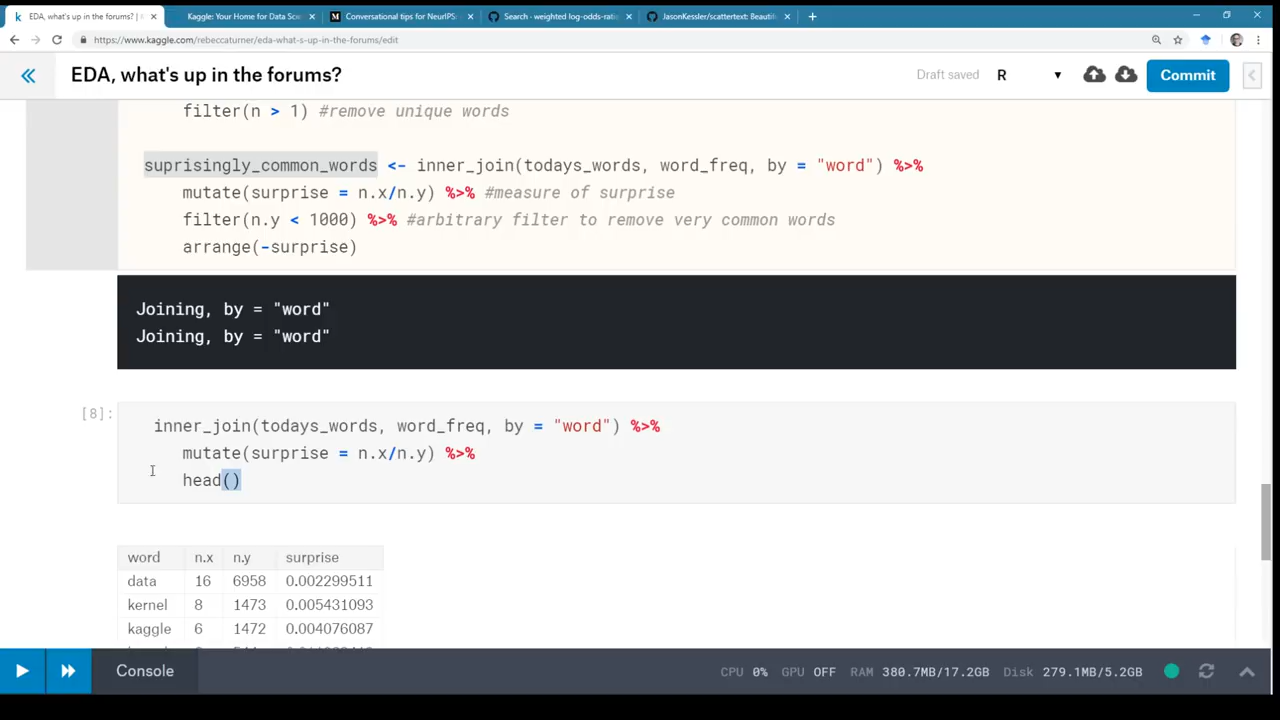 EDA, what's up in the forums? |
Kaggle: Your Home for Data Scie
Conversational tips for NeurIPS
Search · weighted log-odds-ratio
JasonKessler/scattertext: Beautif
https://www.kaggle.com/rebeccaturner/eda-what-s-up-in-the-forums/edit
EDA, what's up in the forums?
Draft saved
R
Commit
filter(n > 1) #remove unique words
suprisingly_common_words <- inner_join(todays_words, word_freq, by = "word") %>%
mutate(surprise = n.x/n.y) %>% #measure of surprise
filter(n.y < 1000) %>% #arbitrary filter to remove very common words
arrange(-surprise)
Joining, by = "word"
Joining, by = "word"
[8]:
inner_join(todays_words, word_freq, by = "word") %>%
mutate(surprise = n.x/n.y) %>%
head()
word n.x n.y surprise
data 16 6958 0.002299511
kernel 8 1473 0.005431093
kaggle 6 1472 0.004076087
Console
CPU 0% GPU OFF RAM 380.7MB/17.2GB Disk 279.1MB/5.2GB